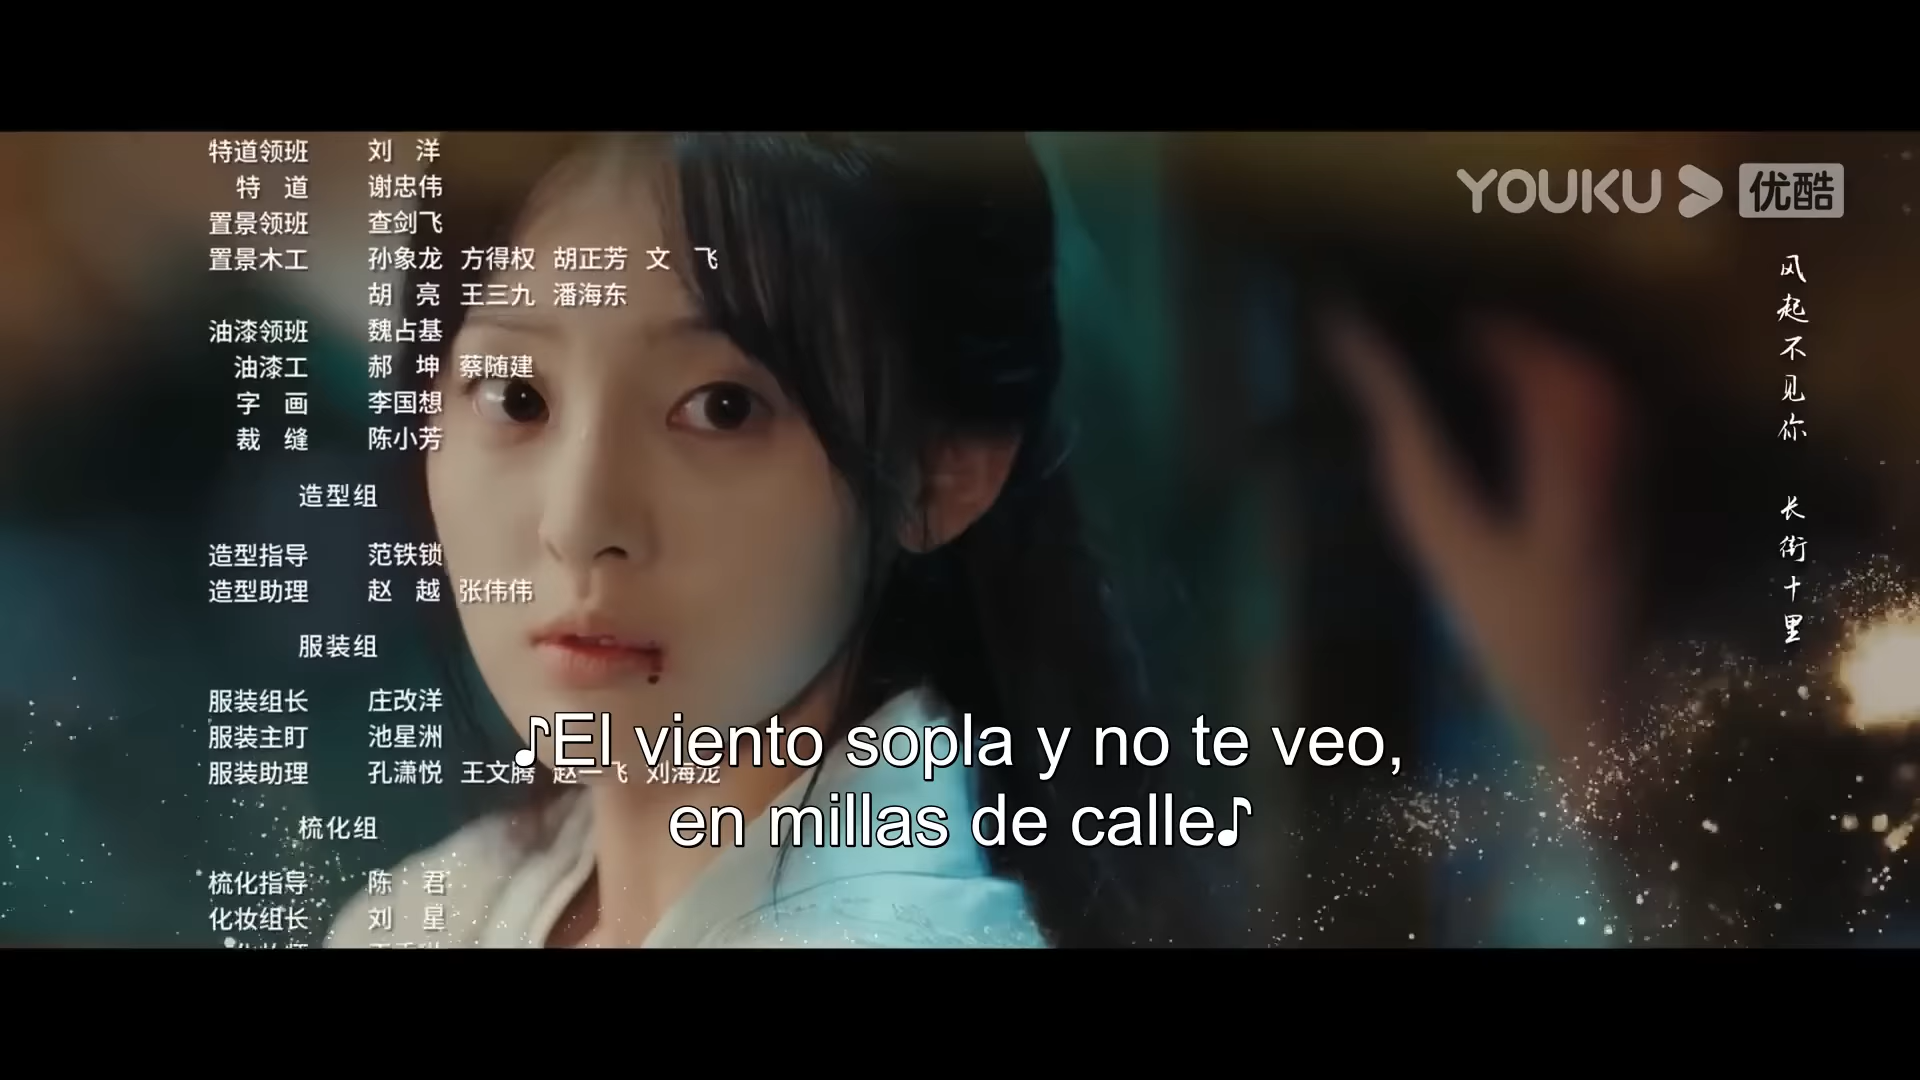 特道领班 刘 洋
特 道 谢忠伟
置景领班 查剑飞
置景木工 孙象龙 方得权 胡正芳 文 飞
胡 亮 王三九 潘海东
油漆领班 魏占基
油漆工 郝 坤 蔡随建
字 画 李国想
裁 缝 陈小芳
造型组
造型指导 范铁锁
造型助理 赵 越 张伟伟
服装组
服装组长 庄改洋
服装主盯 池星洲
服装助理 孔潇悦 王文腾 赵一飞 刘海龙
梳化组
梳化指导 陈 君
化妆组长 刘 星
YOUKU 优酷
风起不见你 长街十里
♪El viento sopla y no te veo,
en millas de calle♪